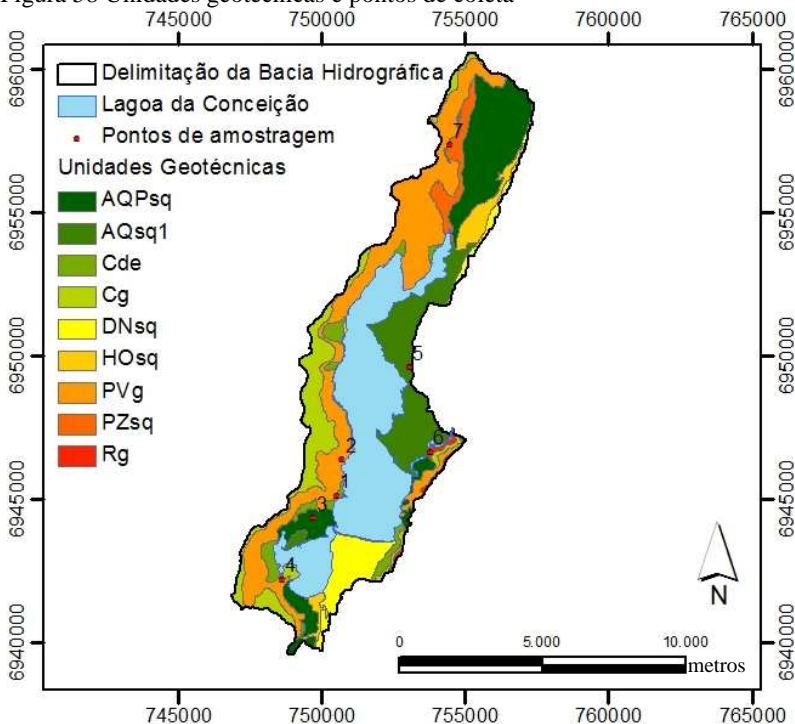 Figura 58 Unidades geotécnicas e pontos de coleta
745000 750000 755000 760000 765000
6960000
6955000
6950000
6945000
6940000
Delimitação da Bacia Hidrográfica
Lagoa da Conceição
Pontos de amostragem
Unidades Geotécnicas
AQPsq
AQsq1
Cde
Cg
DNsq
HOsq
PVg
PZsq
Rg
7
5
6
2
1
3
4
6960000
6955000
6950000
6945000
6940000
N
0 5.000 10.000
metros
745000 750000 755000 760000 765000